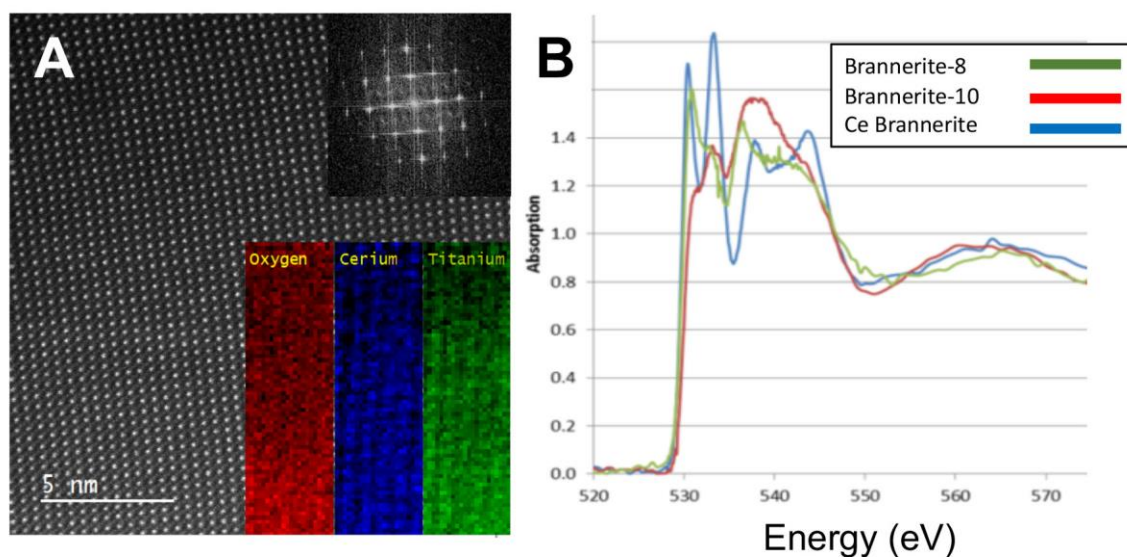 A
Oxygen Cerium Titanium
5 nm
B
Brannerite-8
Brannerite-10
Ce Brannerite
Absorption
1.4
1.2
1.0
0.8
0.6
0.4
0.2
0.0
520 530 540 550 560 570
Energy (eV)